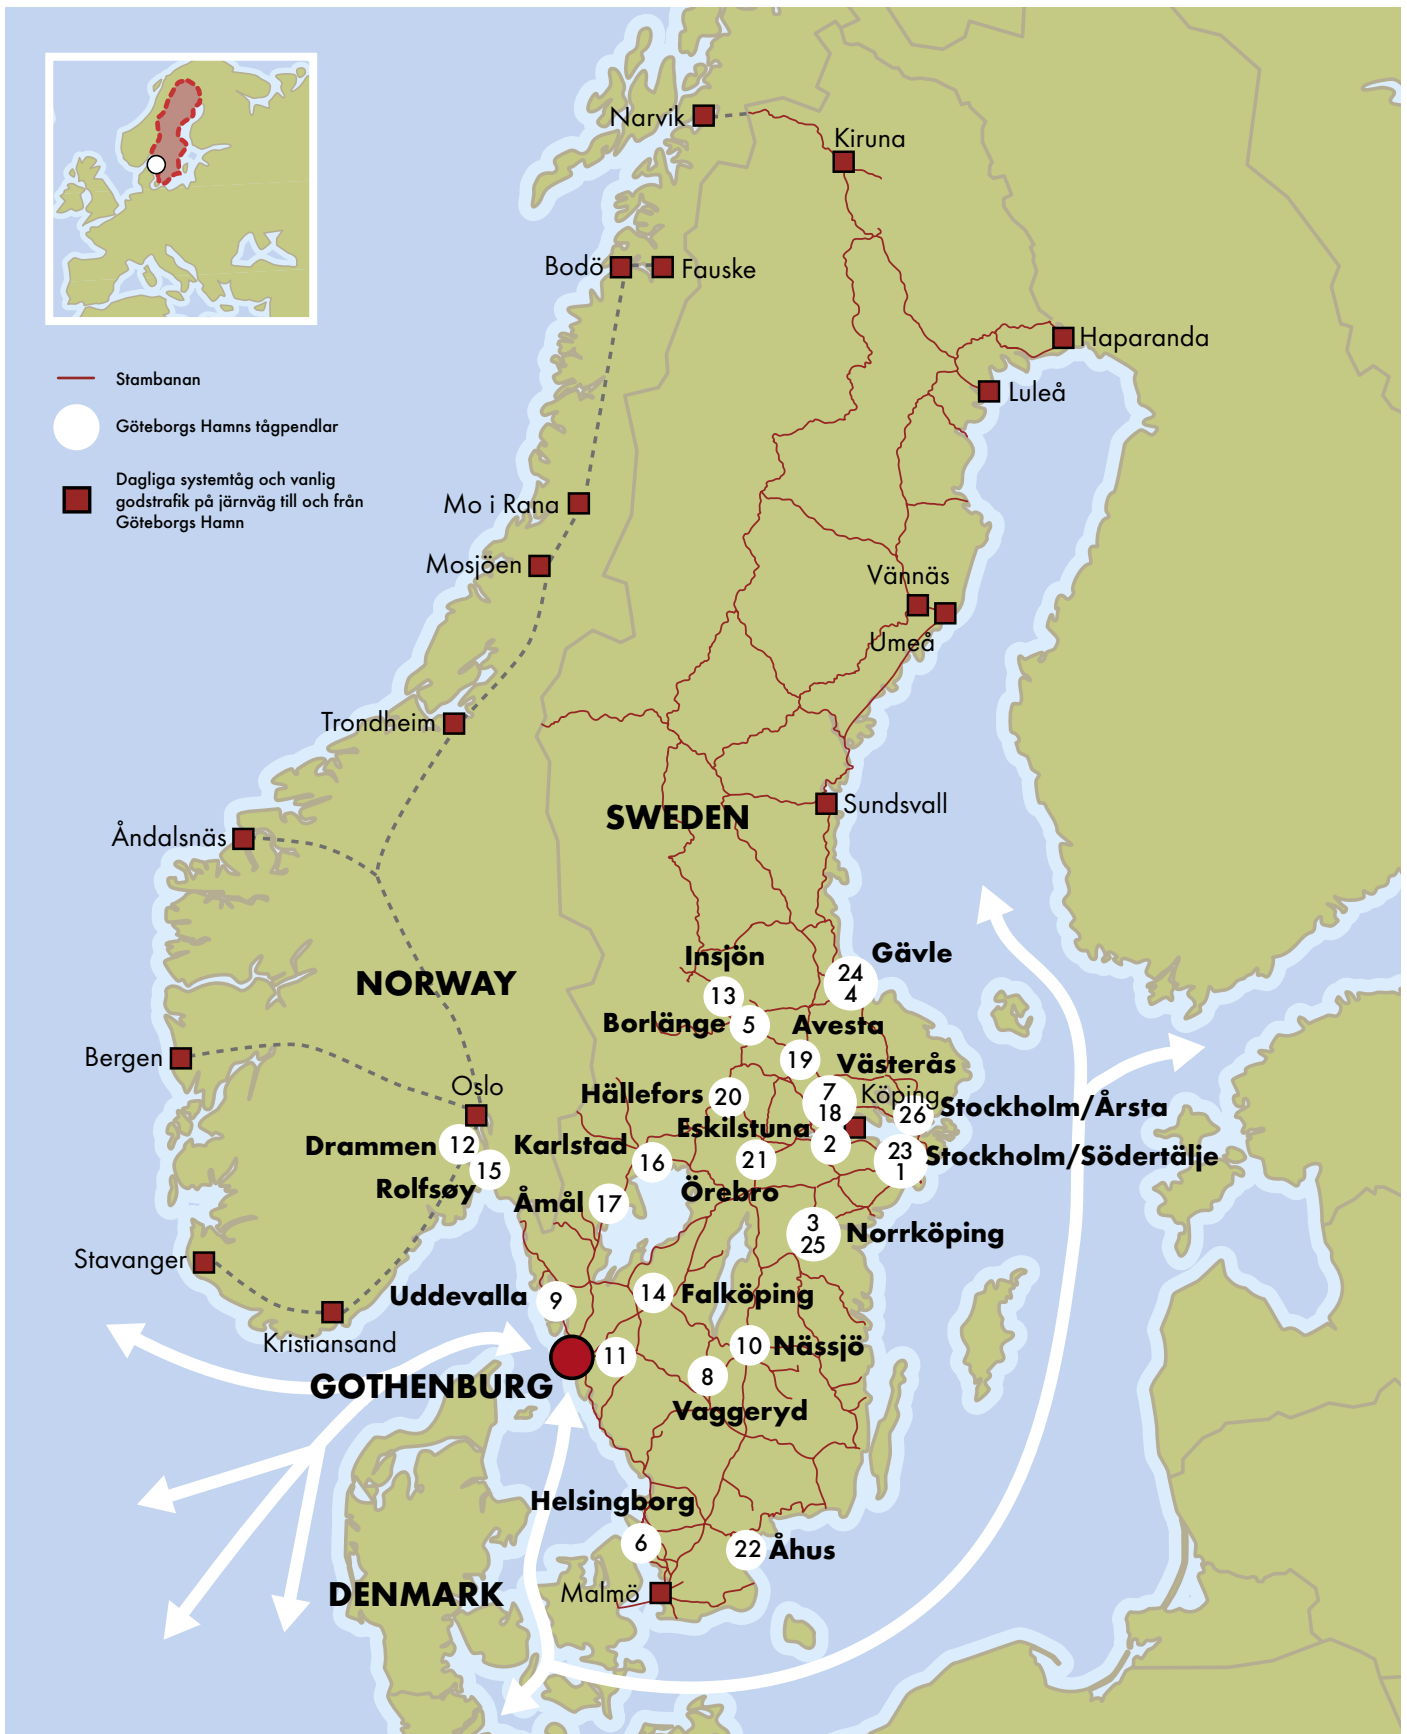 Narvik
Kiruna
Bodö
Fauske
Haparanda
Stambanan
Luleå
Göteborgs Hamns tågpendlar
Dagliga systemtåg och vanlig
godstrafik på järnväg till och från
Göteborgs Hamn
Mo i Rana
Mosjöen
Vännäs
Umeå
Trondheim
Sundsvall
SWEDEN
Åndalsnäs
Gävle
24
4
Insjön
13
NORWAY
Borlänge
5
Avesta
19
Bergen
Västerås
7
18
Köping
Oslo
Hällefors
20
26
Stockholm/Årsta
Eskilstuna
2
Drammen
12
Karlstad
16
21
Örebro
23
1
Stockholm/Södertälje
15
Rolfsøy
Åmål
17
3
25
Norrköping
Stavanger
Uddevalla
9
14
Falköping
Kristiansand
11
10
Nässjö
GOTHENBURG
8
Vaggeryd
Helsingborg
6
22
Åhus
DENMARK
Malmö